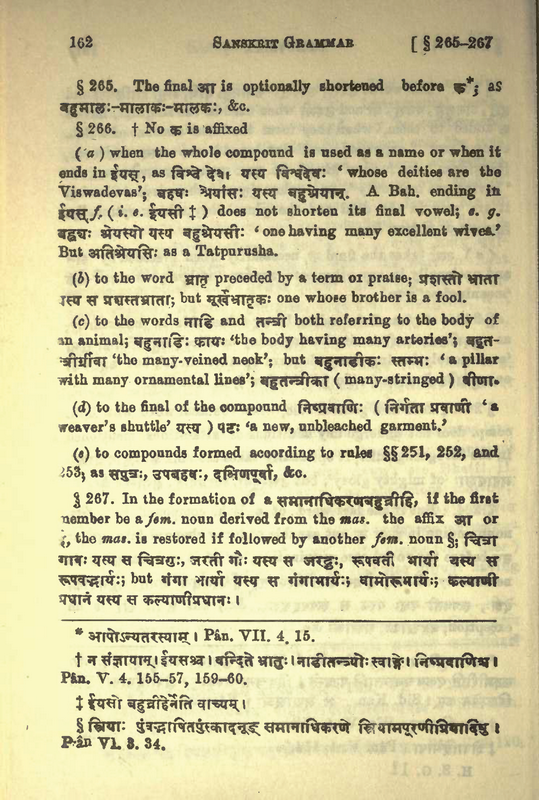 162 SANSKRIT GRAMMAR [ § 265-267
§ 265. The final आ is optionally shortened before क*; as
बहुमालः-मालाकः-मालकः, &c.
§ 266. † No क is affixed
(a) when the whole compound is used as a name or when it
ends in ईयस्, as विश्वे देवाः यस्य विश्वदेवः 'whose deities are the
Viswadevas'; बहवः श्रेयांसः यस्य बहुश्रेयान्. A Bah. ending in
ईयस् f. (i. e. ईयसी ‡) does not shorten its final vowel; e. g.
बह्वयः श्रेयस्यो यस्य बहुश्रेयसीः 'one having many excellent wives.'
But अतिश्रेयसिः as a Tatpurusha.
(b) to the word भ्रातृ preceded by a term of praise; प्रशस्तो भ्राता
यस्य स प्रशस्तभ्राता; but मूर्खभ्रातृकः one whose brother is a fool.
(c) to the words नाडि and तन्त्री both referring to the body of
an animal; बहुनाडिः कायः 'the body having many arteries'; बहुत-
न्त्रीर्ग्रीवा 'the many-veined neck'; but बहुनाडीकः स्तम्भः 'a pillar
with many ornamental lines'; बहुतन्त्रीका (many-stringed) वीणा.
(d) to the final of the compound निष्प्रवाणिः ( निर्गता प्रवाणी 'a
weaver's shuttle' यस्य ) पटः 'a new, unbleached garment.'
(e) to compounds formed according to rules §§ 251, 252, and
253; as सपुत्रः, उपबहवः, दक्षिणपूर्वा, &c.
§ 267. In the formation of a समानाधिकरणबहुव्रीहि, if the first
member be a fem. noun derived from the mas. the affix आ or
ई, the mas. is restored if followed by another fem. noun §; चित्रा
गावः यस्य स चित्रगुः, जरती गौः यस्य स जरद्गुः, रूपवती भार्या यस्य स
रूपवद्भार्यः; but गंगा भार्या यस्य स गंगाभार्यः; वामोरूभार्यः; कल्याणी
प्रधानं यस्य स कल्याणीप्रधानः ।
* आपोऽन्यतरस्याम् । Pân. VII. 4. 15.
† न संज्ञायाम् । ईयसश्च । वन्दिते भ्रातुः । नाडीतन्त्र्योः स्वाङ्गे । निष्प्रवाणिश्च ।
Pân. V. 4. 155-57, 159-60.
‡ ईयसो बहुव्रीहेर्नेति वाच्यम् ।
§ स्त्रियाः पुंवद्भाषितपुंस्कादनूङ् समानाधिकरणे स्त्रियामपूरणीप्रियादिषु ।
Pân VI. 3. 34.